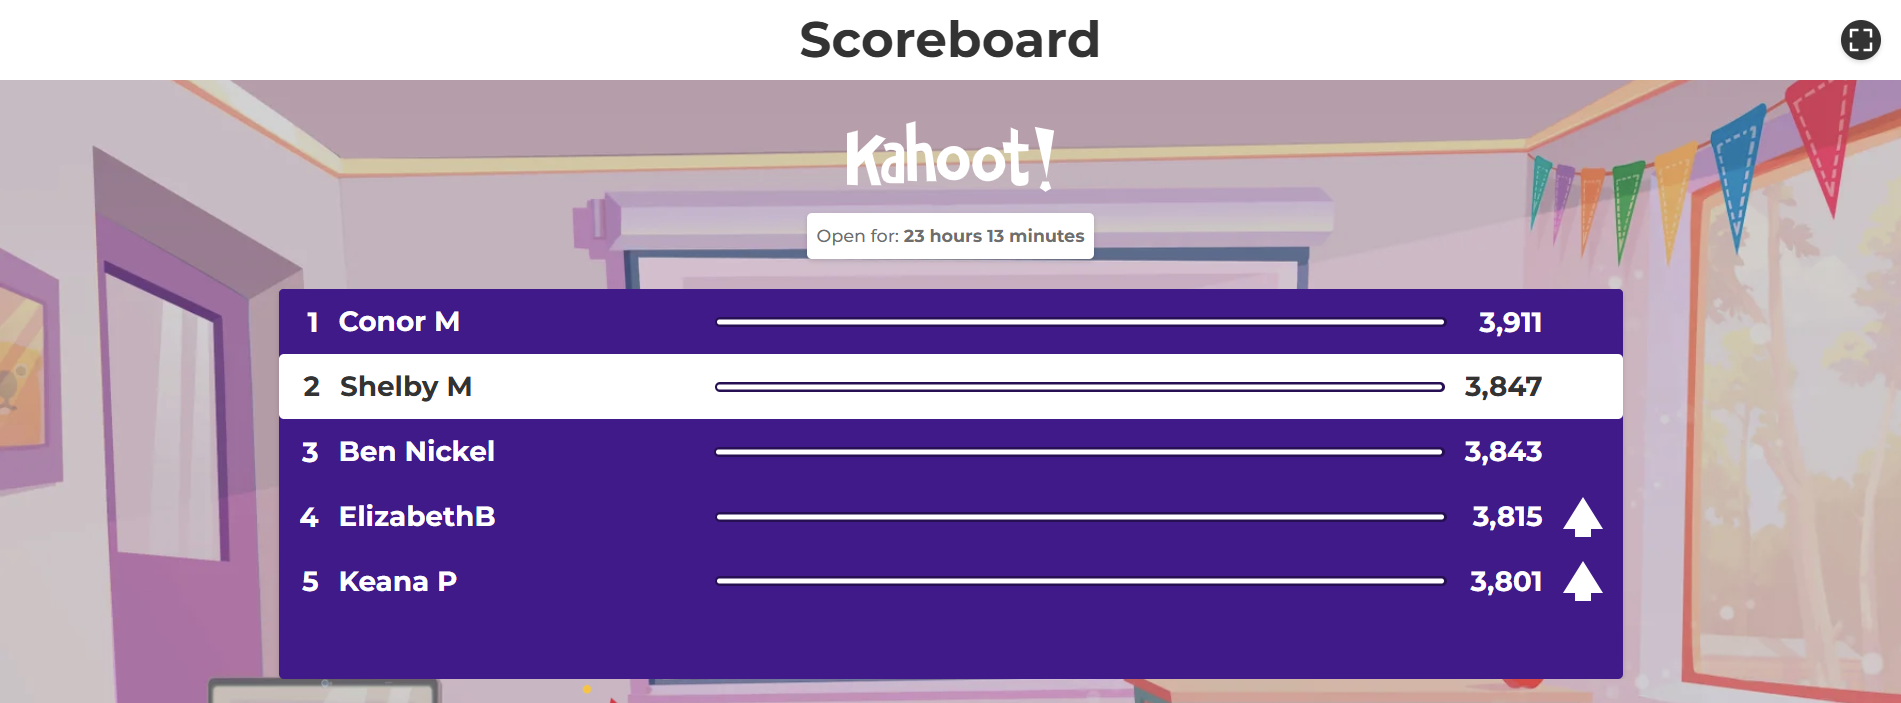 Scoreboard
Kahoot!
Open for: 23 hours 13 minutes
1 Conor M 3,911
2 Shelby M 3,847
3 Ben Nickel 3,843
4 ElizabethB 3,815
5 Keana P 3,801